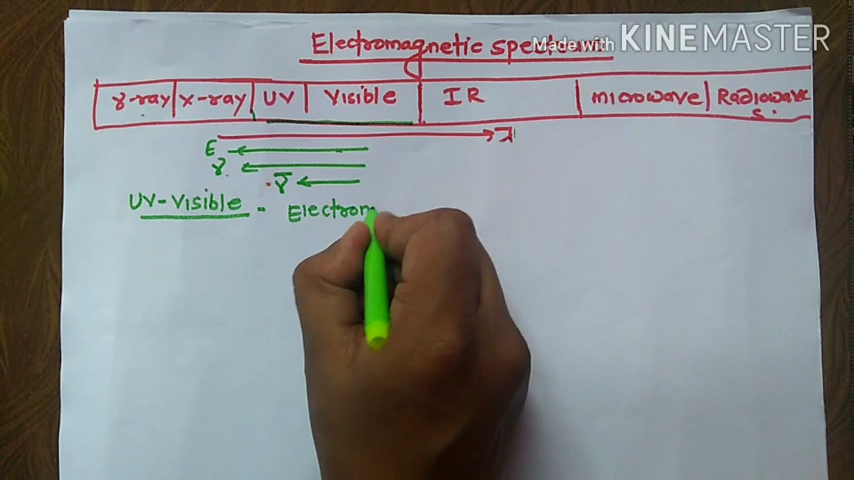 Electromagnetic spectrum
Made with KINEMASTER
γ-ray x-ray UV Visible IR microwave Radiowaves.
λ
E
γ
γ̅
UV-Visible - Electron